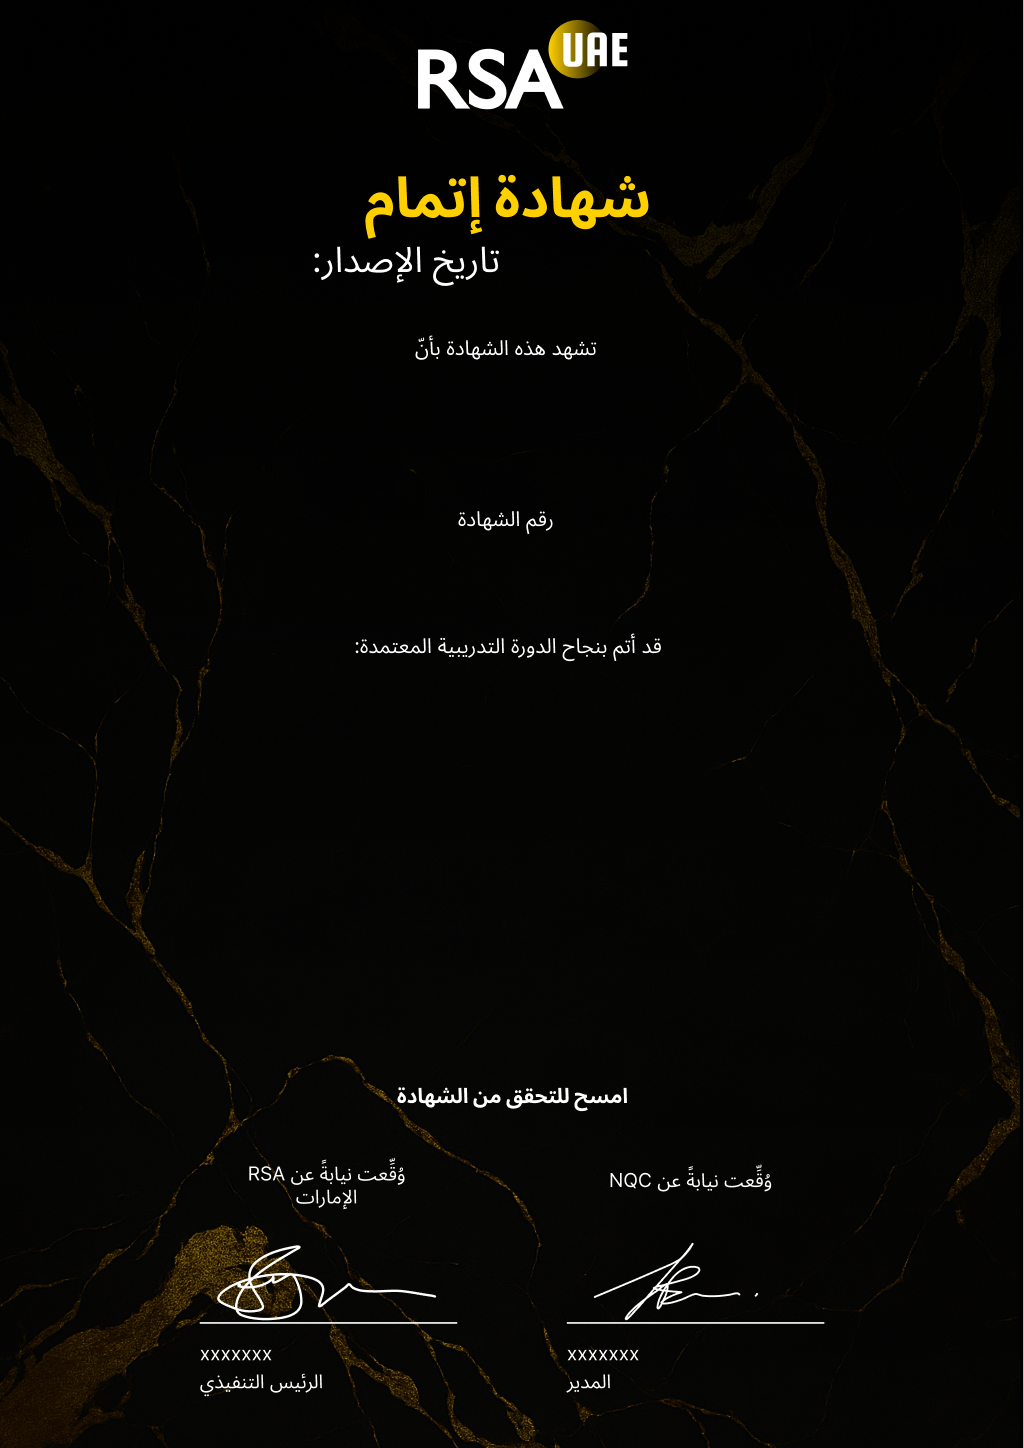 RSA UAE
شهادة إتمام
تاريخ الإصدار:
تشهد هذه الشهادة بأنّ
رقم الشهادة
قد أتم بنجاح الدورة التدريبية المعتمدة:
امسح للتحقق من الشهادة
وُقِّعت نيابةً عن NQC
وُقِّعت نيابةً عن RSA
الإمارات
xxxxxxx
المدير
xxxxxxx
الرئيس التنفيذي